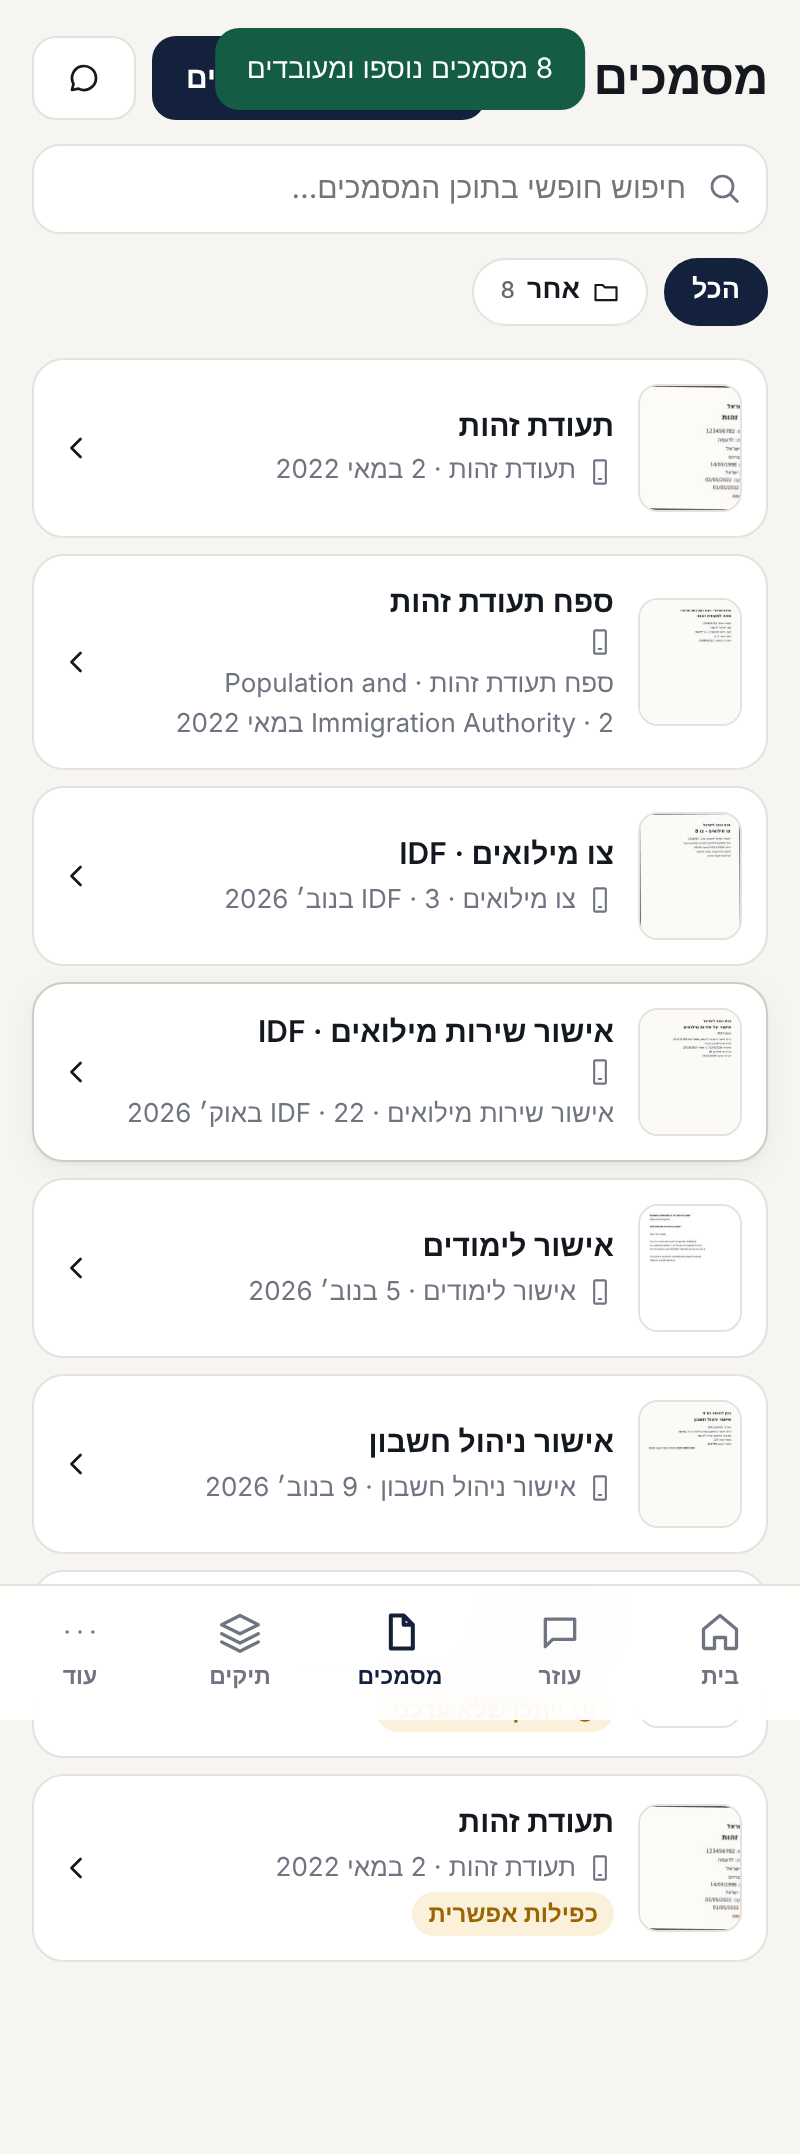 מסמכים
8 מסמכים נוספו ומעובדים
חיפוש חופשי בתוכן המסמכים...
הכל
אחר 8
תעודת זהות
תעודת זהות · 2 במאי 2022
ספח תעודת זהות
ספח תעודת זהות · Population and
Immigration Authority · 2 במאי 2022
צו מילואים · IDF
צו מילואים · IDF · 3 בנוב׳ 2026
אישור שירות מילואים · IDF
אישור שירות מילואים · IDF · 22 באוק׳ 2026
אישור לימודים
אישור לימודים · 5 בנוב׳ 2026
אישור ניהול חשבון
אישור ניהול חשבון · 9 בנוב׳ 2026
בית
עוזר
מסמכים
תיקים
עוד
ייתכן שלא עדכני
תעודת זהות
תעודת זהות · 2 במאי 2022
כפילות אפשרית